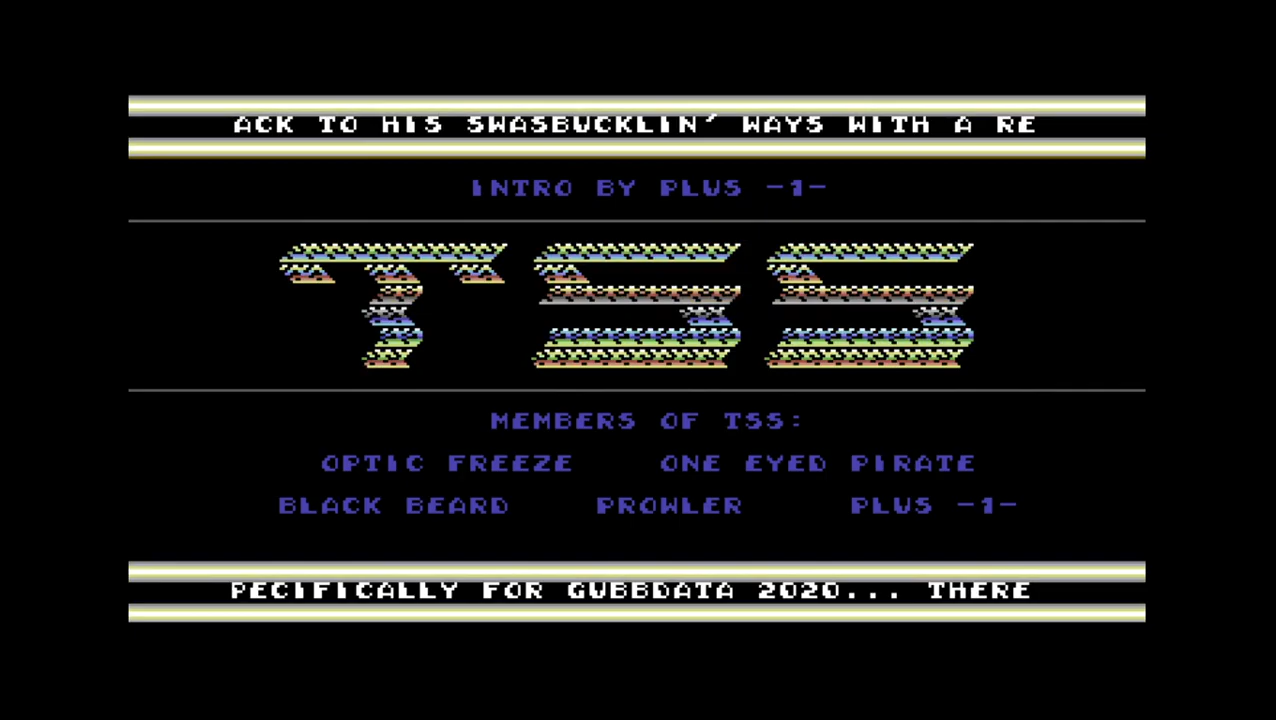 ACK TO HIS SWASBUCKLIN' WAYS WITH A RE
INTRO BY PLUS -1-
TSS
MEMBERS OF TSS:
OPTIC FREEZE ONE EYED PIRATE
BLACK BEARD PROWLER PLUS -1-
PECIFICALLY FOR GUBBDATA 2020... THERE